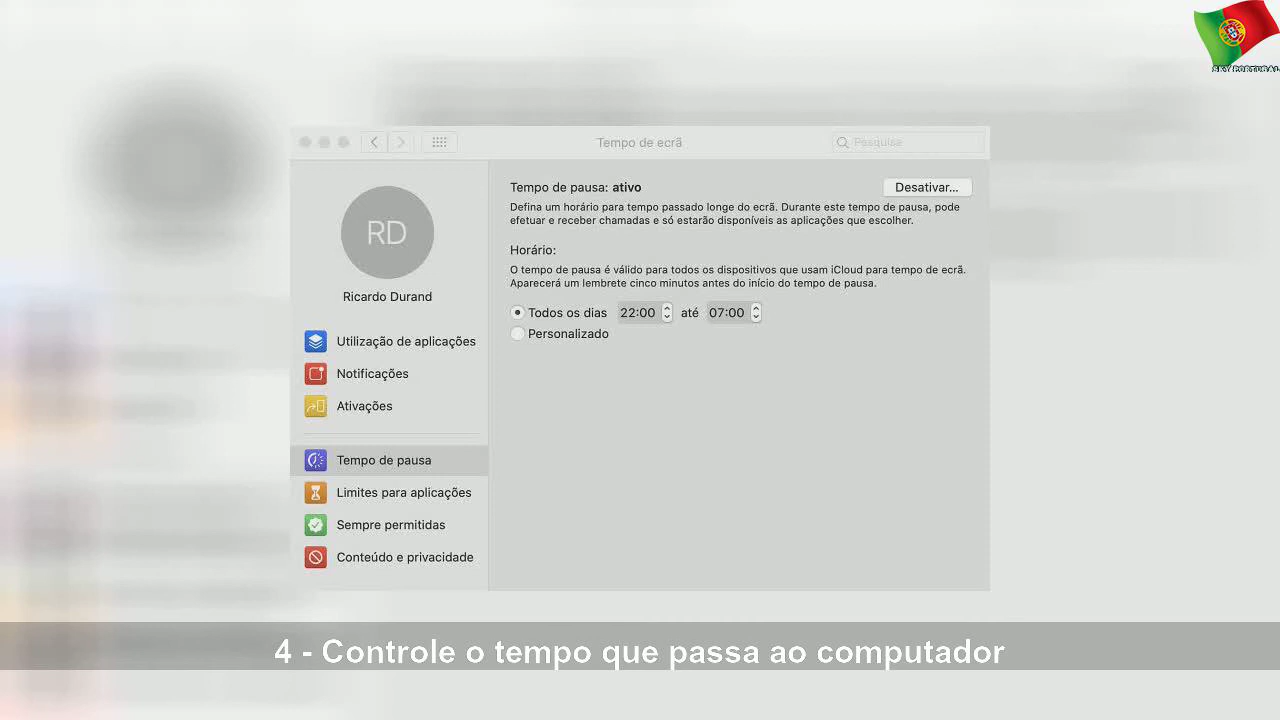 SKY PORTUGAL
Tempo de ecrã
Pesquisa
RD
Ricardo Durand
Utilização de aplicações
Notificações
Ativações
Tempo de pausa
Limites para aplicações
Sempre permitidas
Conteúdo e privacidade
Tempo de pausa: ativo
Desativar...
Defina um horário para tempo passado longe do ecrã. Durante este tempo de pausa, pode
efetuar e receber chamadas e só estarão disponíveis as aplicações que escolher.
Horário:
O tempo de pausa é válido para todos os dispositivos que usam iCloud para tempo de ecrã.
Aparecerá um lembrete cinco minutos antes do início do tempo de pausa.
Todos os dias 22:00 até 07:00
Personalizado
4 - Controle o tempo que passa ao computador